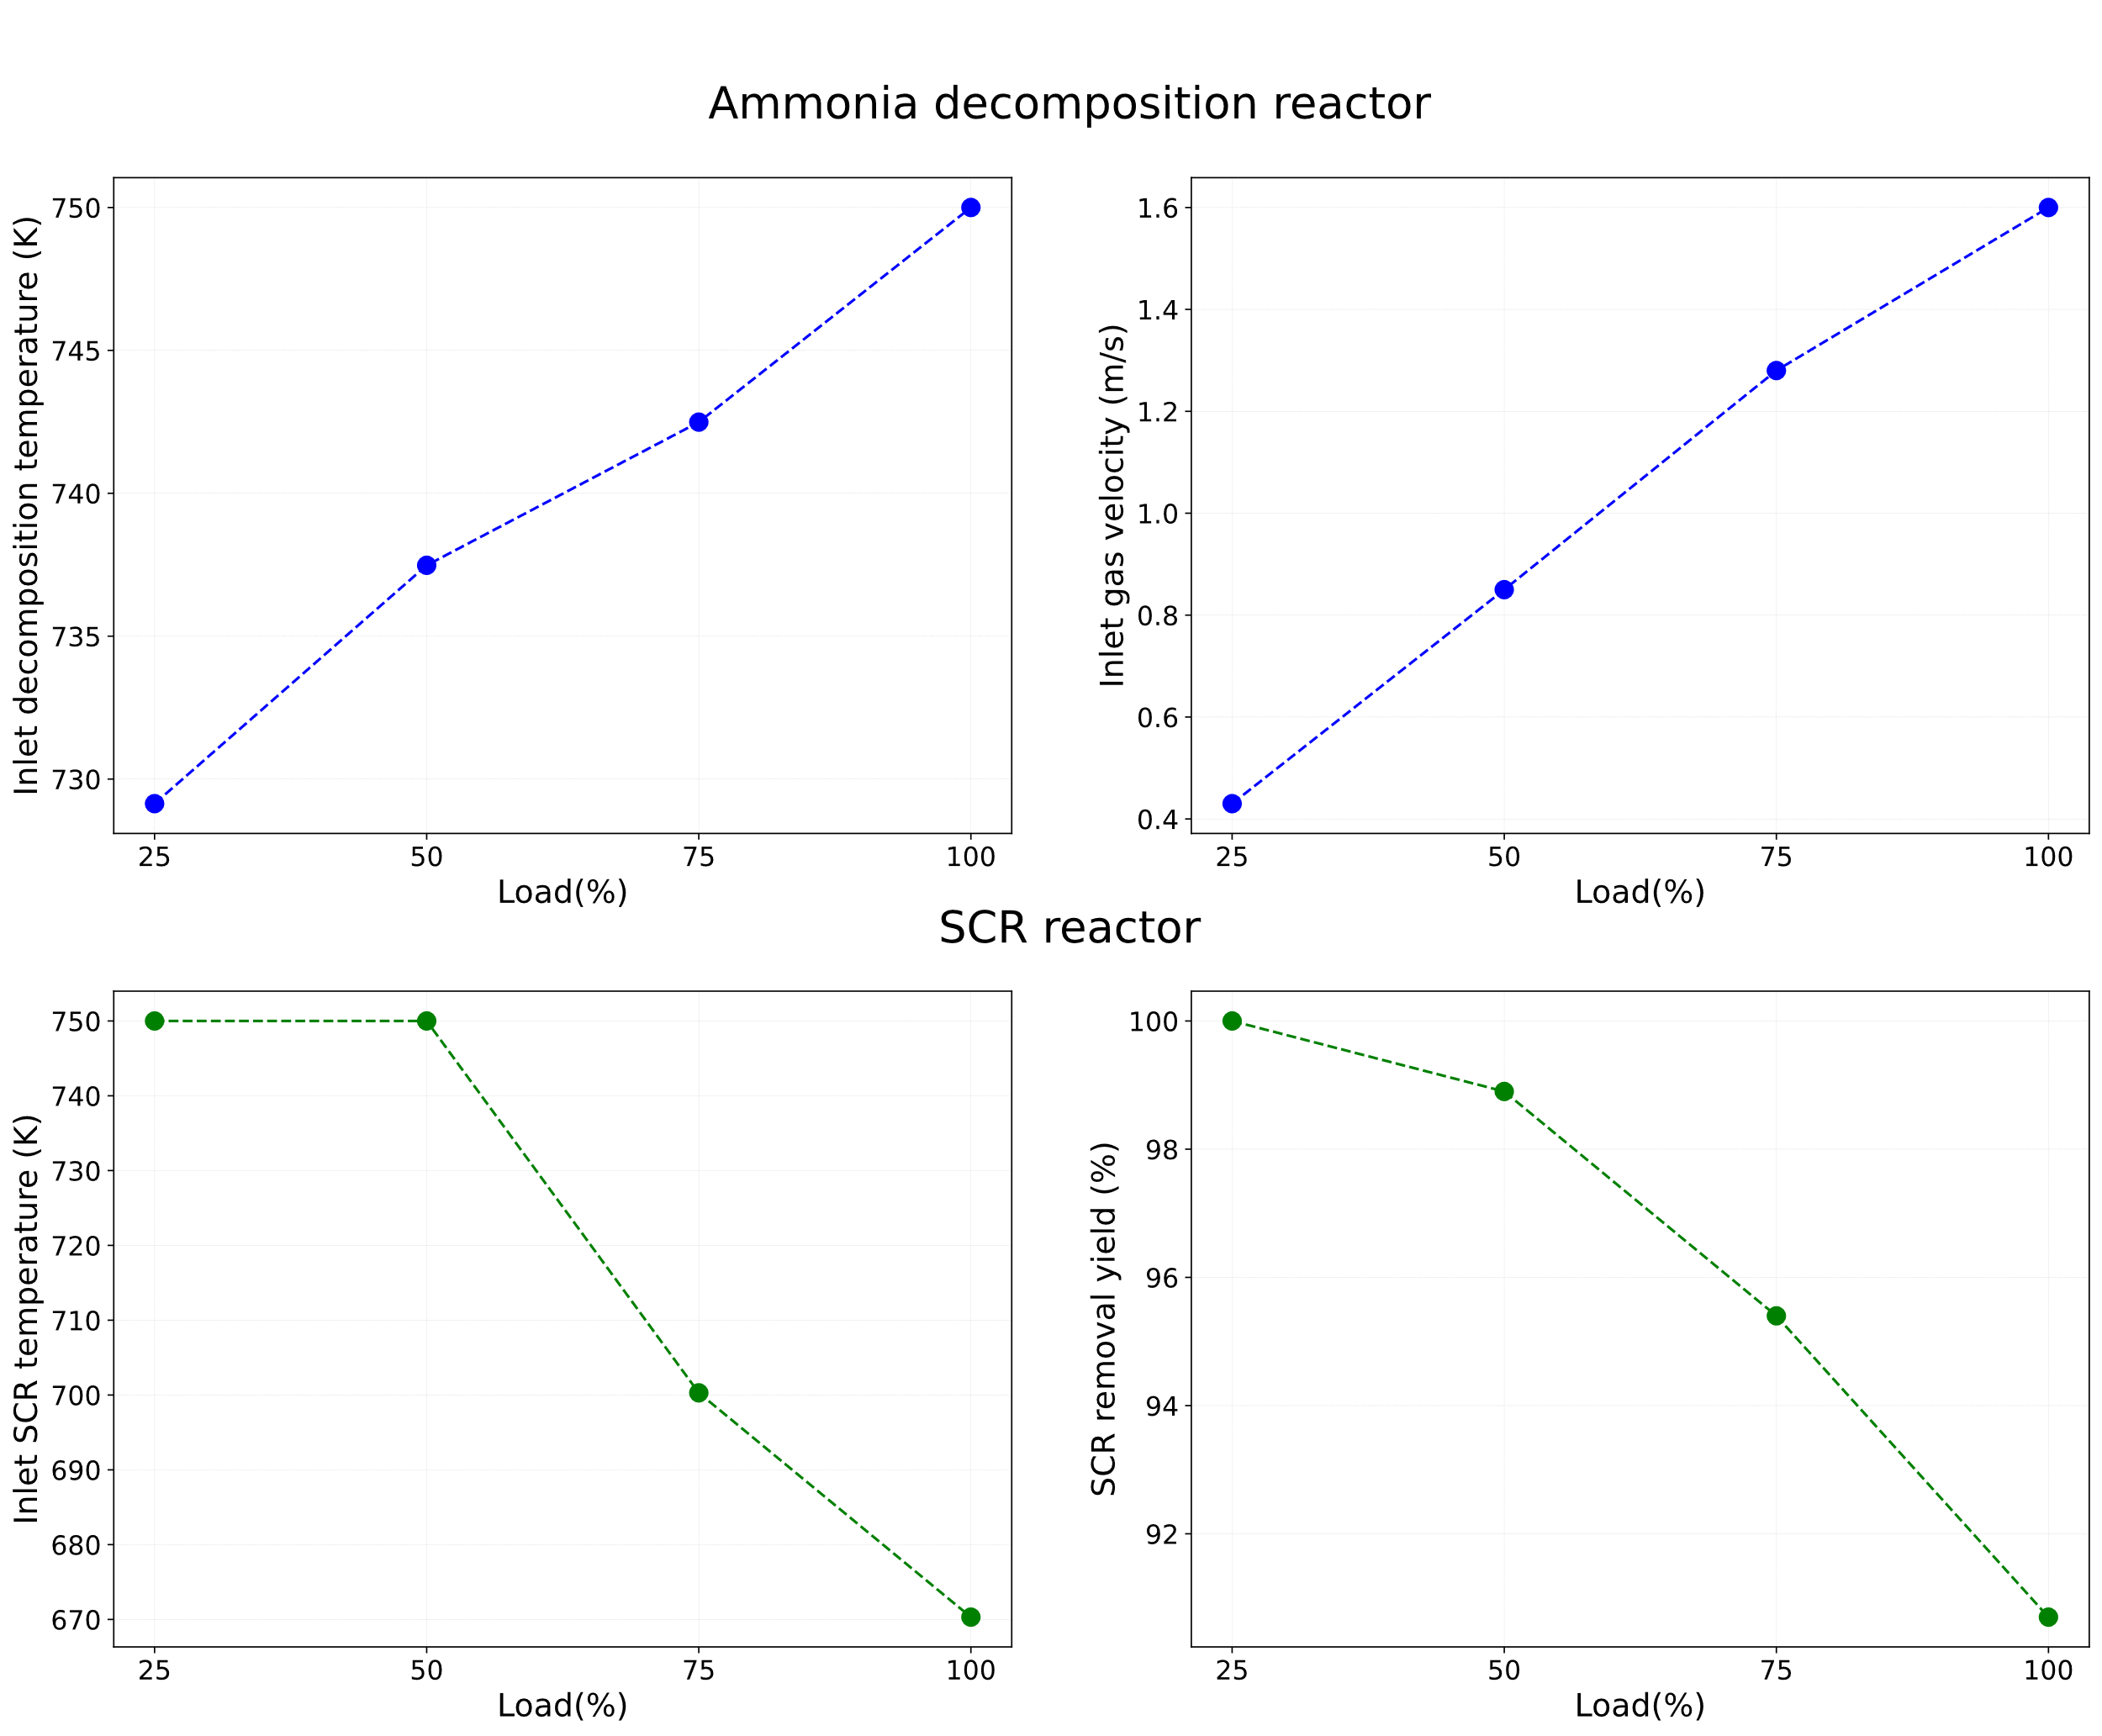 Ammonia decomposition reactor
Inlet decomposition temperature (K)
750
745
740
735
730
25 50 75 100
Load(%)
Inlet gas velocity (m/s)
1.6
1.4
1.2
1.0
0.8
0.6
0.4
25 50 75 100
Load(%)
SCR reactor
Inlet SCR temperature (K)
750
740
730
720
710
700
690
680
670
25 50 75 100
Load(%)
SCR removal yield (%)
100
98
96
94
92
25 50 75 100
Load(%)